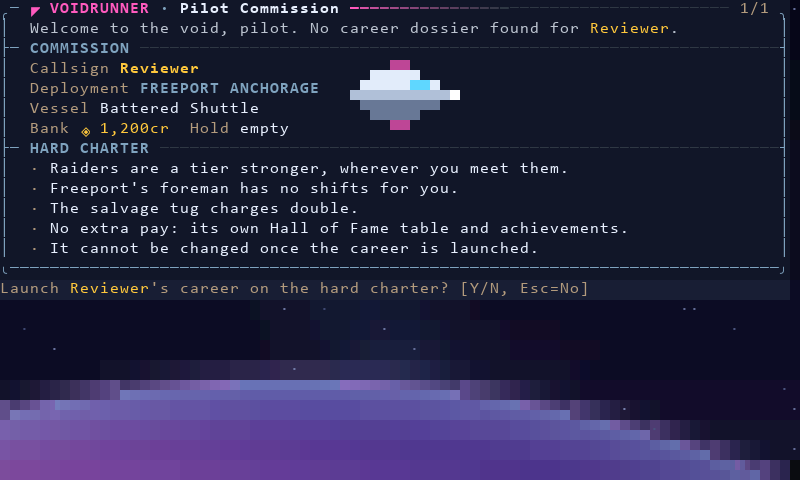 VOIDRUNNER · Pilot Commission 1/1
Welcome to the void, pilot. No career dossier found for Reviewer.
COMMISSION
Callsign Reviewer
Deployment FREEPORT ANCHORAGE
Vessel Battered Shuttle
Bank ◈ 1,200cr Hold empty
HARD CHARTER
· Raiders are a tier stronger, wherever you meet them.
· Freeport's foreman has no shifts for you.
· The salvage tug charges double.
· No extra pay: its own Hall of Fame table and achievements.
· It cannot be changed once the career is launched.
Launch Reviewer's career on the hard charter? [Y/N, Esc=No]